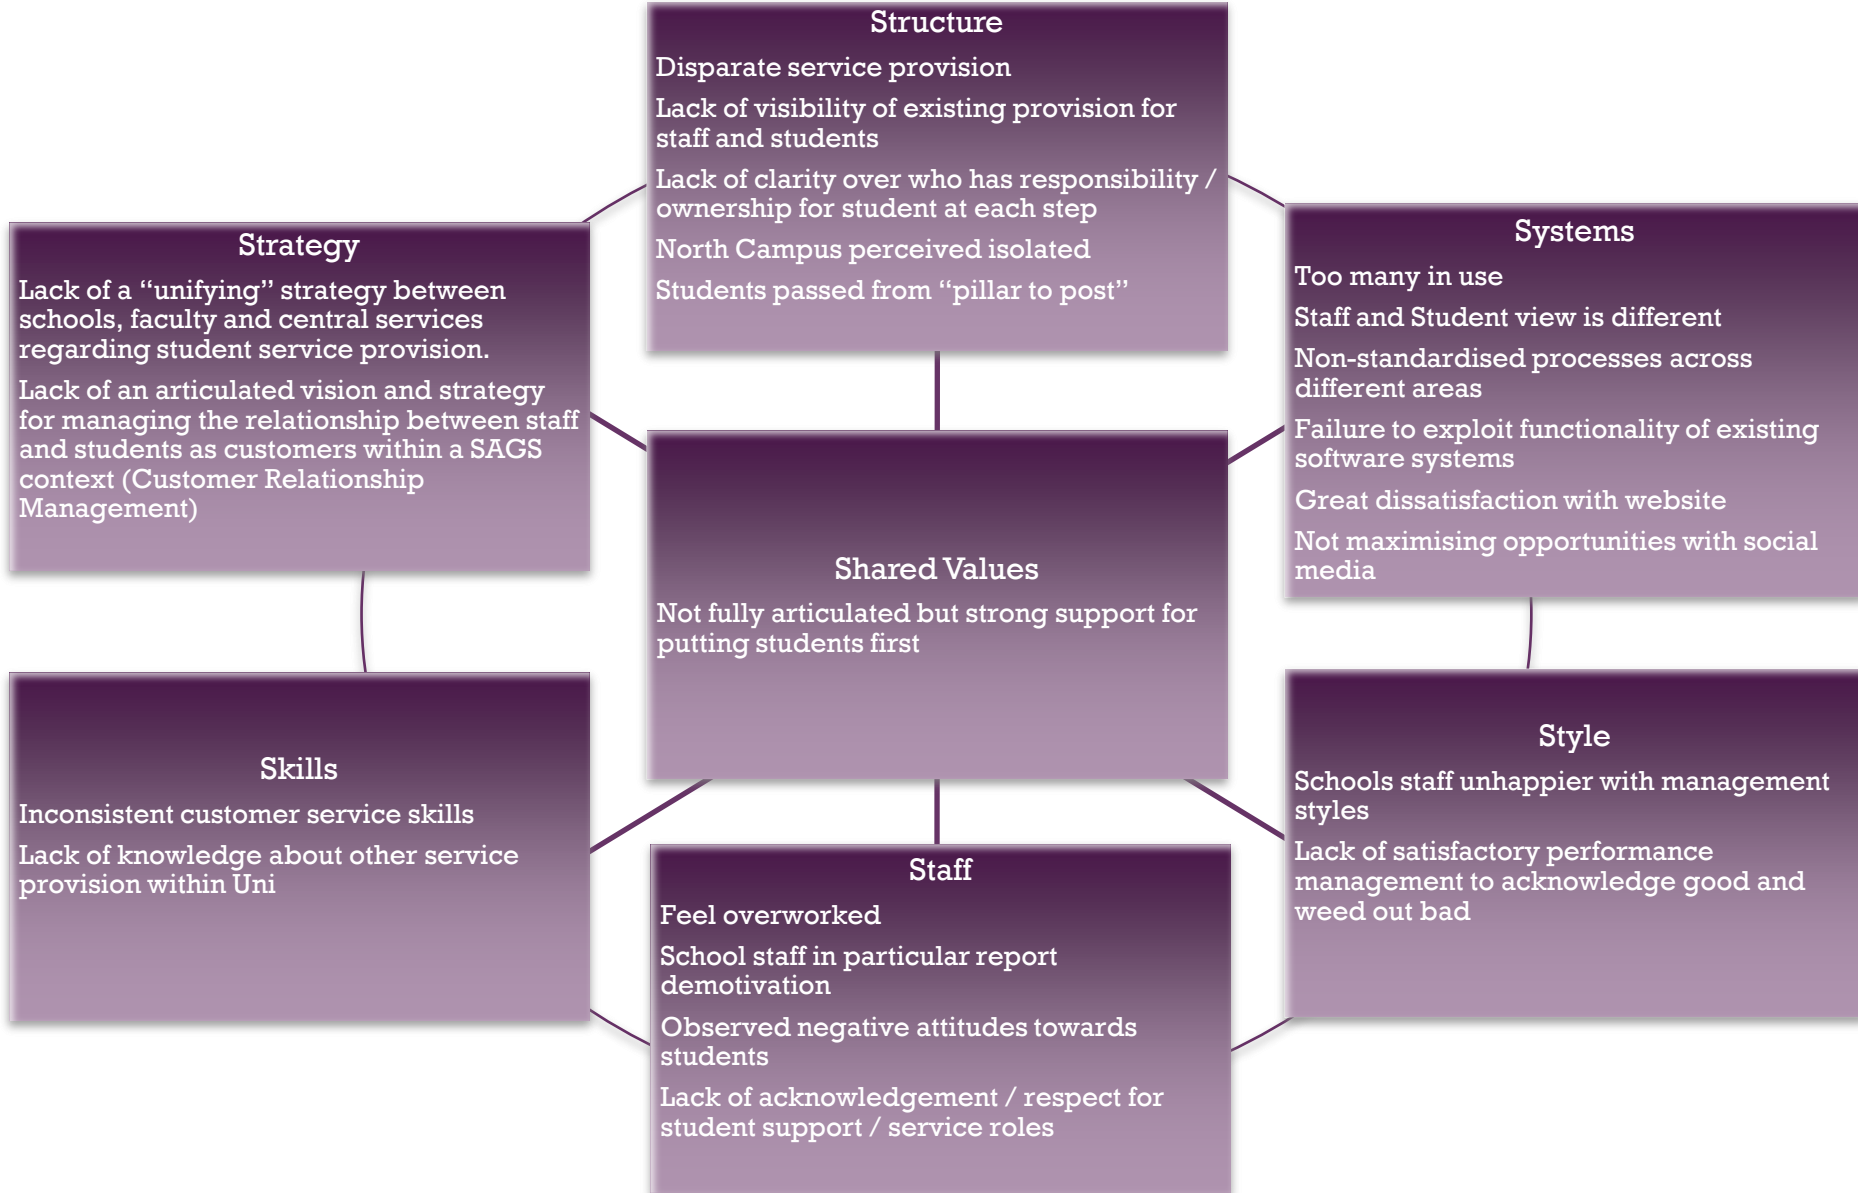 Structure
Disparate service provision
Lack of visibility of existing provision for
staff and students
Lack of clarity over who has responsibility /
ownership for student at each step
North Campus perceived isolated
Students passed from “pillar to post”
Strategy
Lack of a “unifying” strategy between
schools, faculty and central services
regarding student service provision.
Lack of an articulated vision and strategy
for managing the relationship between staff
and students as customers within a SAGS
context (Customer Relationship
Management)
Systems
Too many in use
Staff and Student view is different
Non-standardised processes across
different areas
Failure to exploit functionality of existing
software systems
Great dissatisfaction with website
Not maximising opportunities with social
media
Shared Values
Not fully articulated but strong support for
putting students first
Skills
Inconsistent customer service skills
Lack of knowledge about other service
provision within Uni
Style
Schools staff unhappier with management
styles
Lack of satisfactory performance
management to acknowledge good and
weed out bad
Staff
Feel overworked
School staff in particular report
demotivation
Observed negative attitudes towards
students
Lack of acknowledgement / respect for
student support / service roles